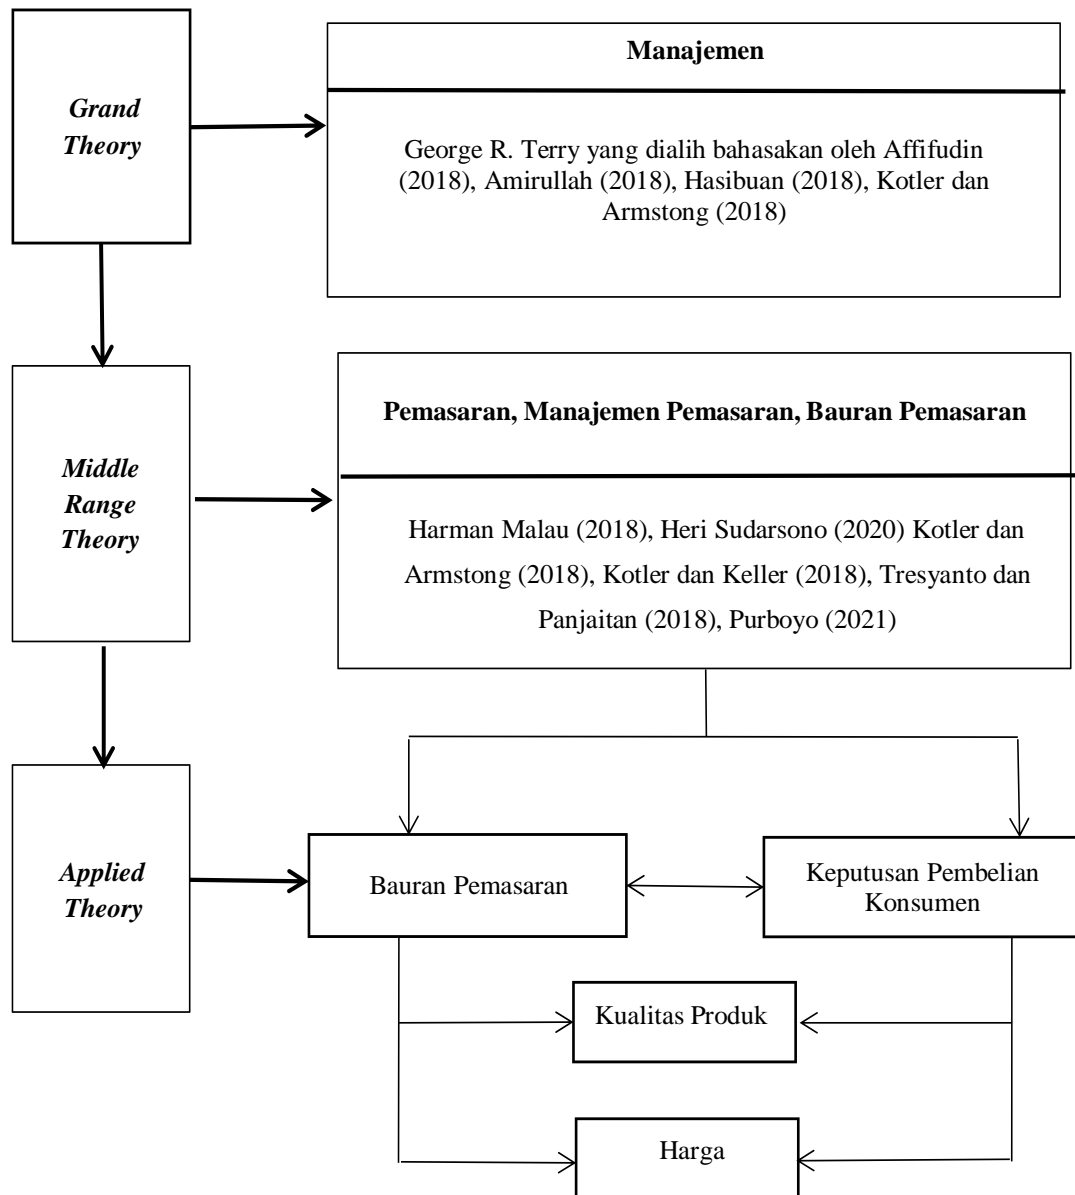 Grand
Theory
Manajemen
George R. Terry yang dialih bahasakan oleh Affifudin
(2018), Amirullah (2018), Hasibuan (2018), Kotler dan
Armstong (2018)
Middle
Range
Theory
Pemasaran, Manajemen Pemasaran, Bauran Pemasaran
Harman Malau (2018), Heri Sudarsono (2020) Kotler dan
Armstong (2018), Kotler dan Keller (2018), Tresyanto dan
Panjaitan (2018), Purboyo (2021)
Applied
Theory
Bauran Pemasaran
Keputusan Pembelian
Konsumen
Kualitas Produk
Harga